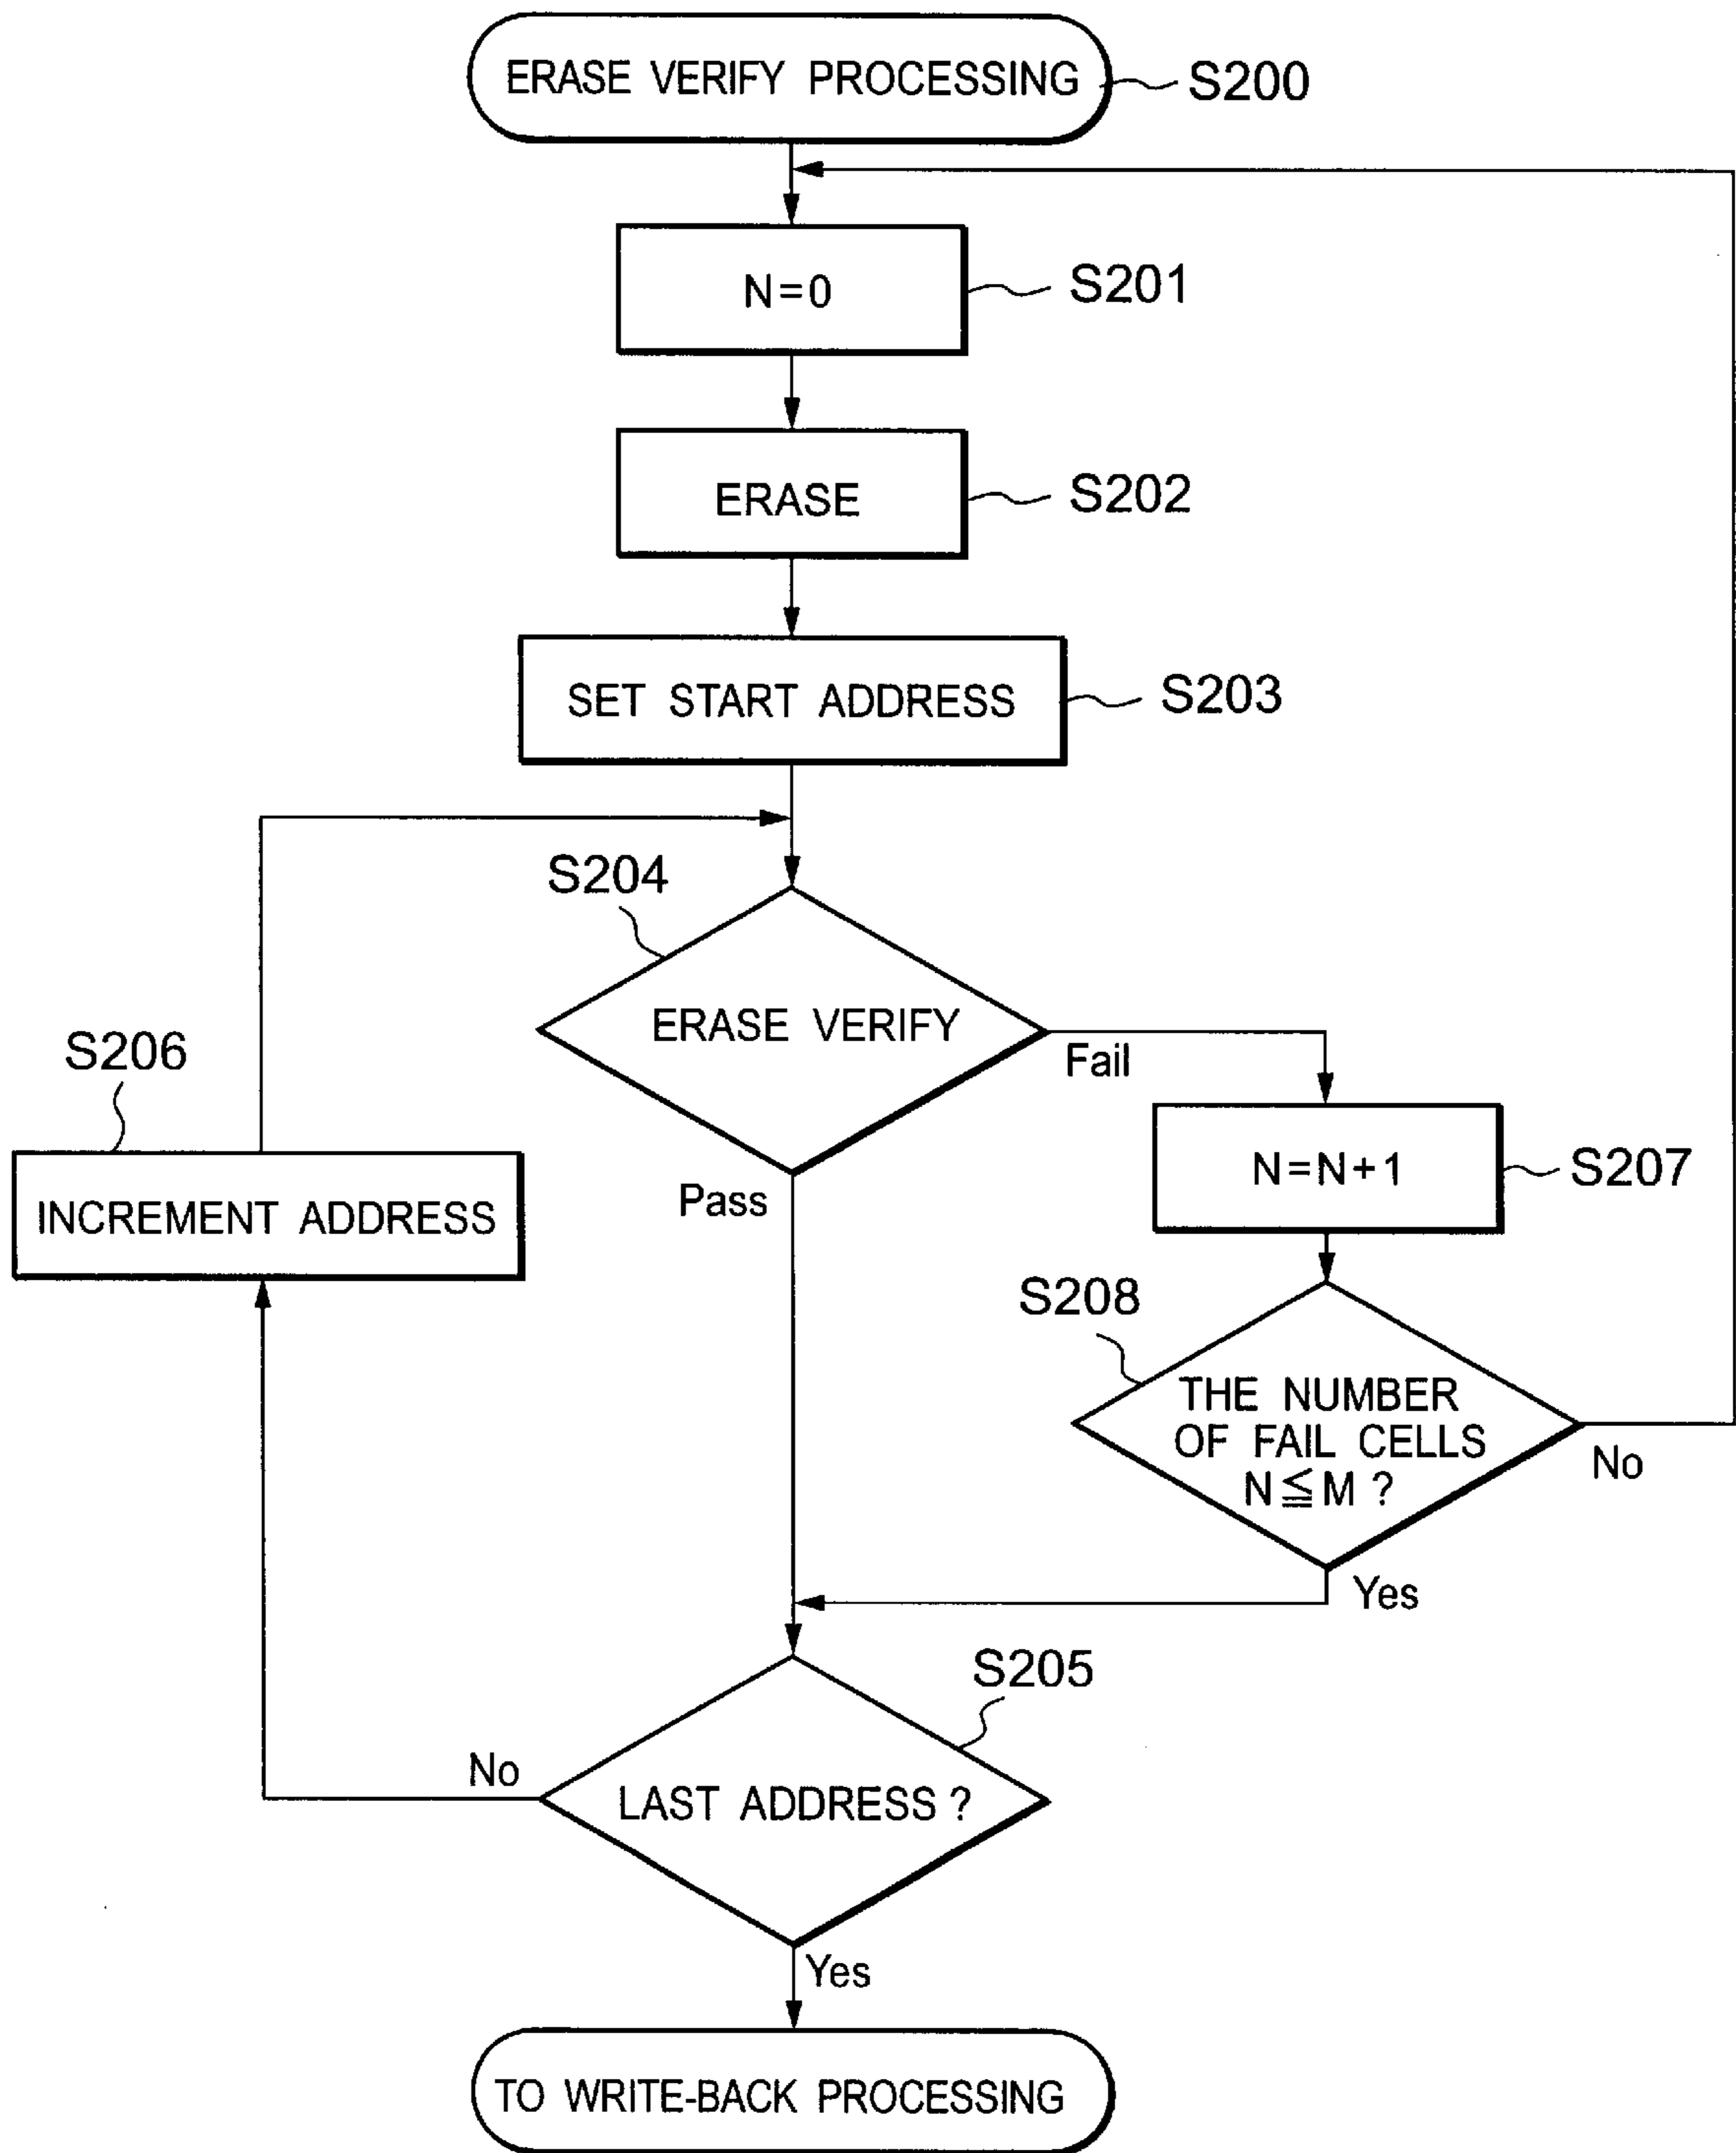 ERASE VERIFY PROCESSING
S200
N=0
S201
ERASE
S202
SET START ADDRESS
S203
S204
ERASE VERIFY
Fail
Pass
S206
INCREMENT ADDRESS
N=N+1
S207
S208
THE NUMBER
OF FAIL CELLS
N≦M ?
No
Yes
S205
LAST ADDRESS ?
No
Yes
TO WRITE-BACK PROCESSING